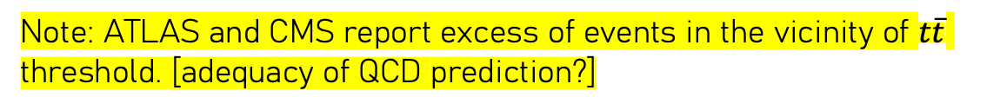 Note: ATLAS and CMS report excess of events in the vicinity of tt̄
threshold. [adequacy of QCD prediction?]